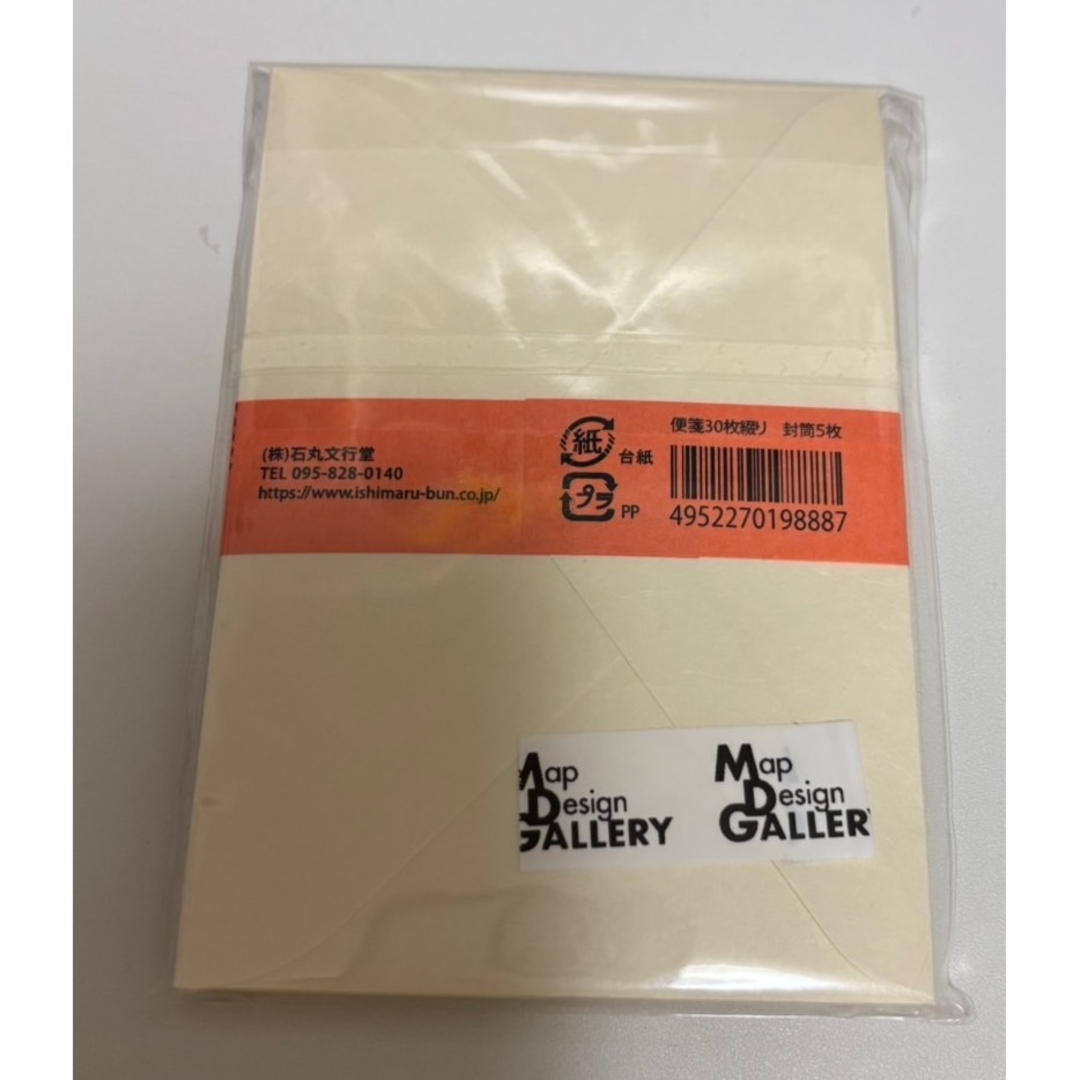 (株)石丸文行堂
TEL 095-828-0140
https://www.ishimaru-bun.co.jp/
紙 台紙
プラ PP
便箋30枚綴り 封筒5枚
4952270198887
Map
Design
GALLERY
Map
Design
GALLERY